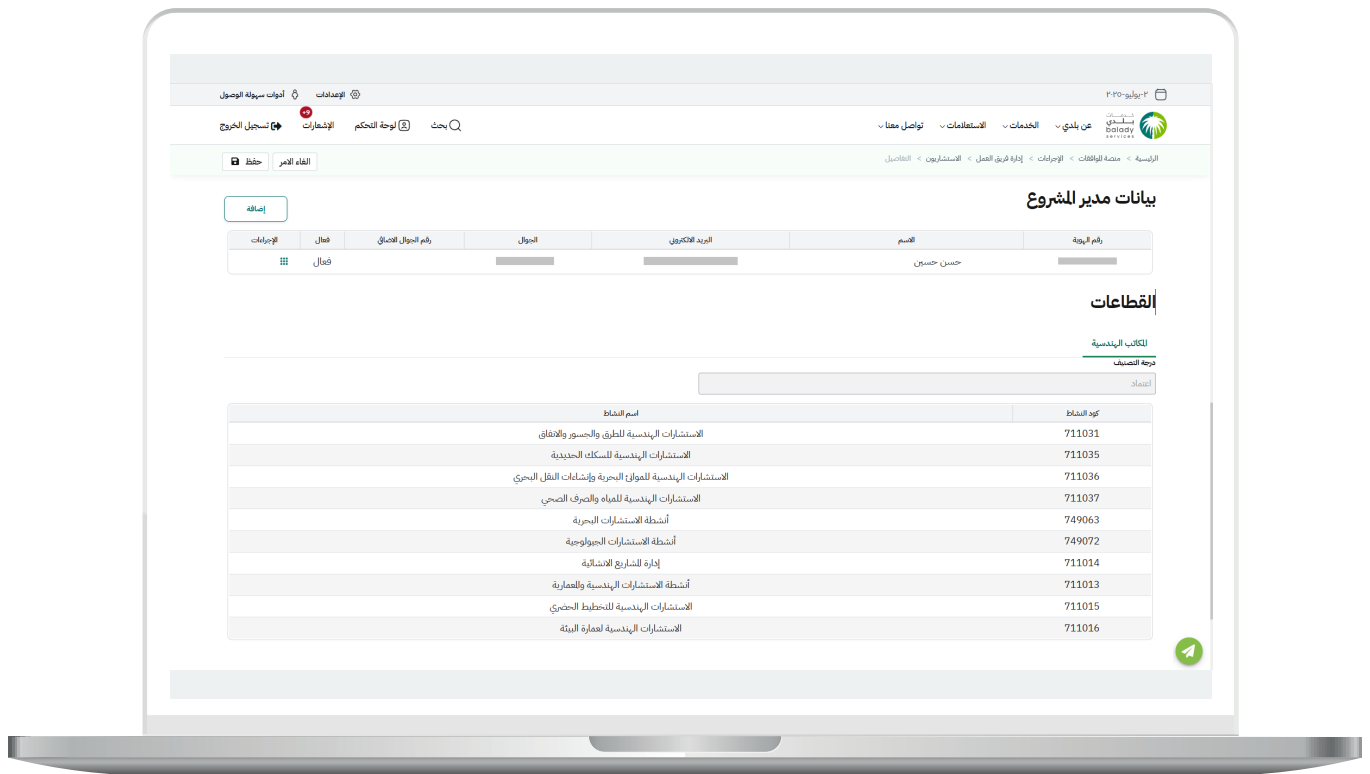 ٢-يوليو-٢٠٢٥
الإعدادات
أدوات سهولة الوصول
خدمات
بلدي
balady
services
عن بلدي
الخدمات
الاستعلامات
تواصل معنا
بحث
لوحة التحكم
الإشعارات
+9
تسجيل الخروج
الرئيسية > منصة الموافقات > الإجراءات > إدارة فريق العمل > الاستشاريون > التفاصيل
الغاء الامر
حفظ
بيانات مدير المشروع
إضافة
رقم الهوية الاسم البريد الالكتروني الجوال رقم الجوال الاضافي فعال الإجراءات
حسن حسين فعال
القطاعات
المكاتب الهندسية
درجة التصنيف
اعتماد
كود النشاط اسم النشاط
711031 الاستشارات الهندسية للطرق والجسور والانفاق
711035 الاستشارات الهندسية للسكك الحديدية
711036 الاستشارات الهندسية للموانئ البحرية وإنشاءات النقل البحري
711037 الاستشارات الهندسية للمياه والصرف الصحي
749063 أنشطة الاستشارات البحرية
749072 أنشطة الاستشارات الجيولوجية
711014 إدارة المشاريع الانشائية
711013 أنشطة الاستشارات الهندسية والمعمارية
711015 الاستشارات الهندسية للتخطيط الحضري
711016 الاستشارات الهندسية لعمارة البيئة